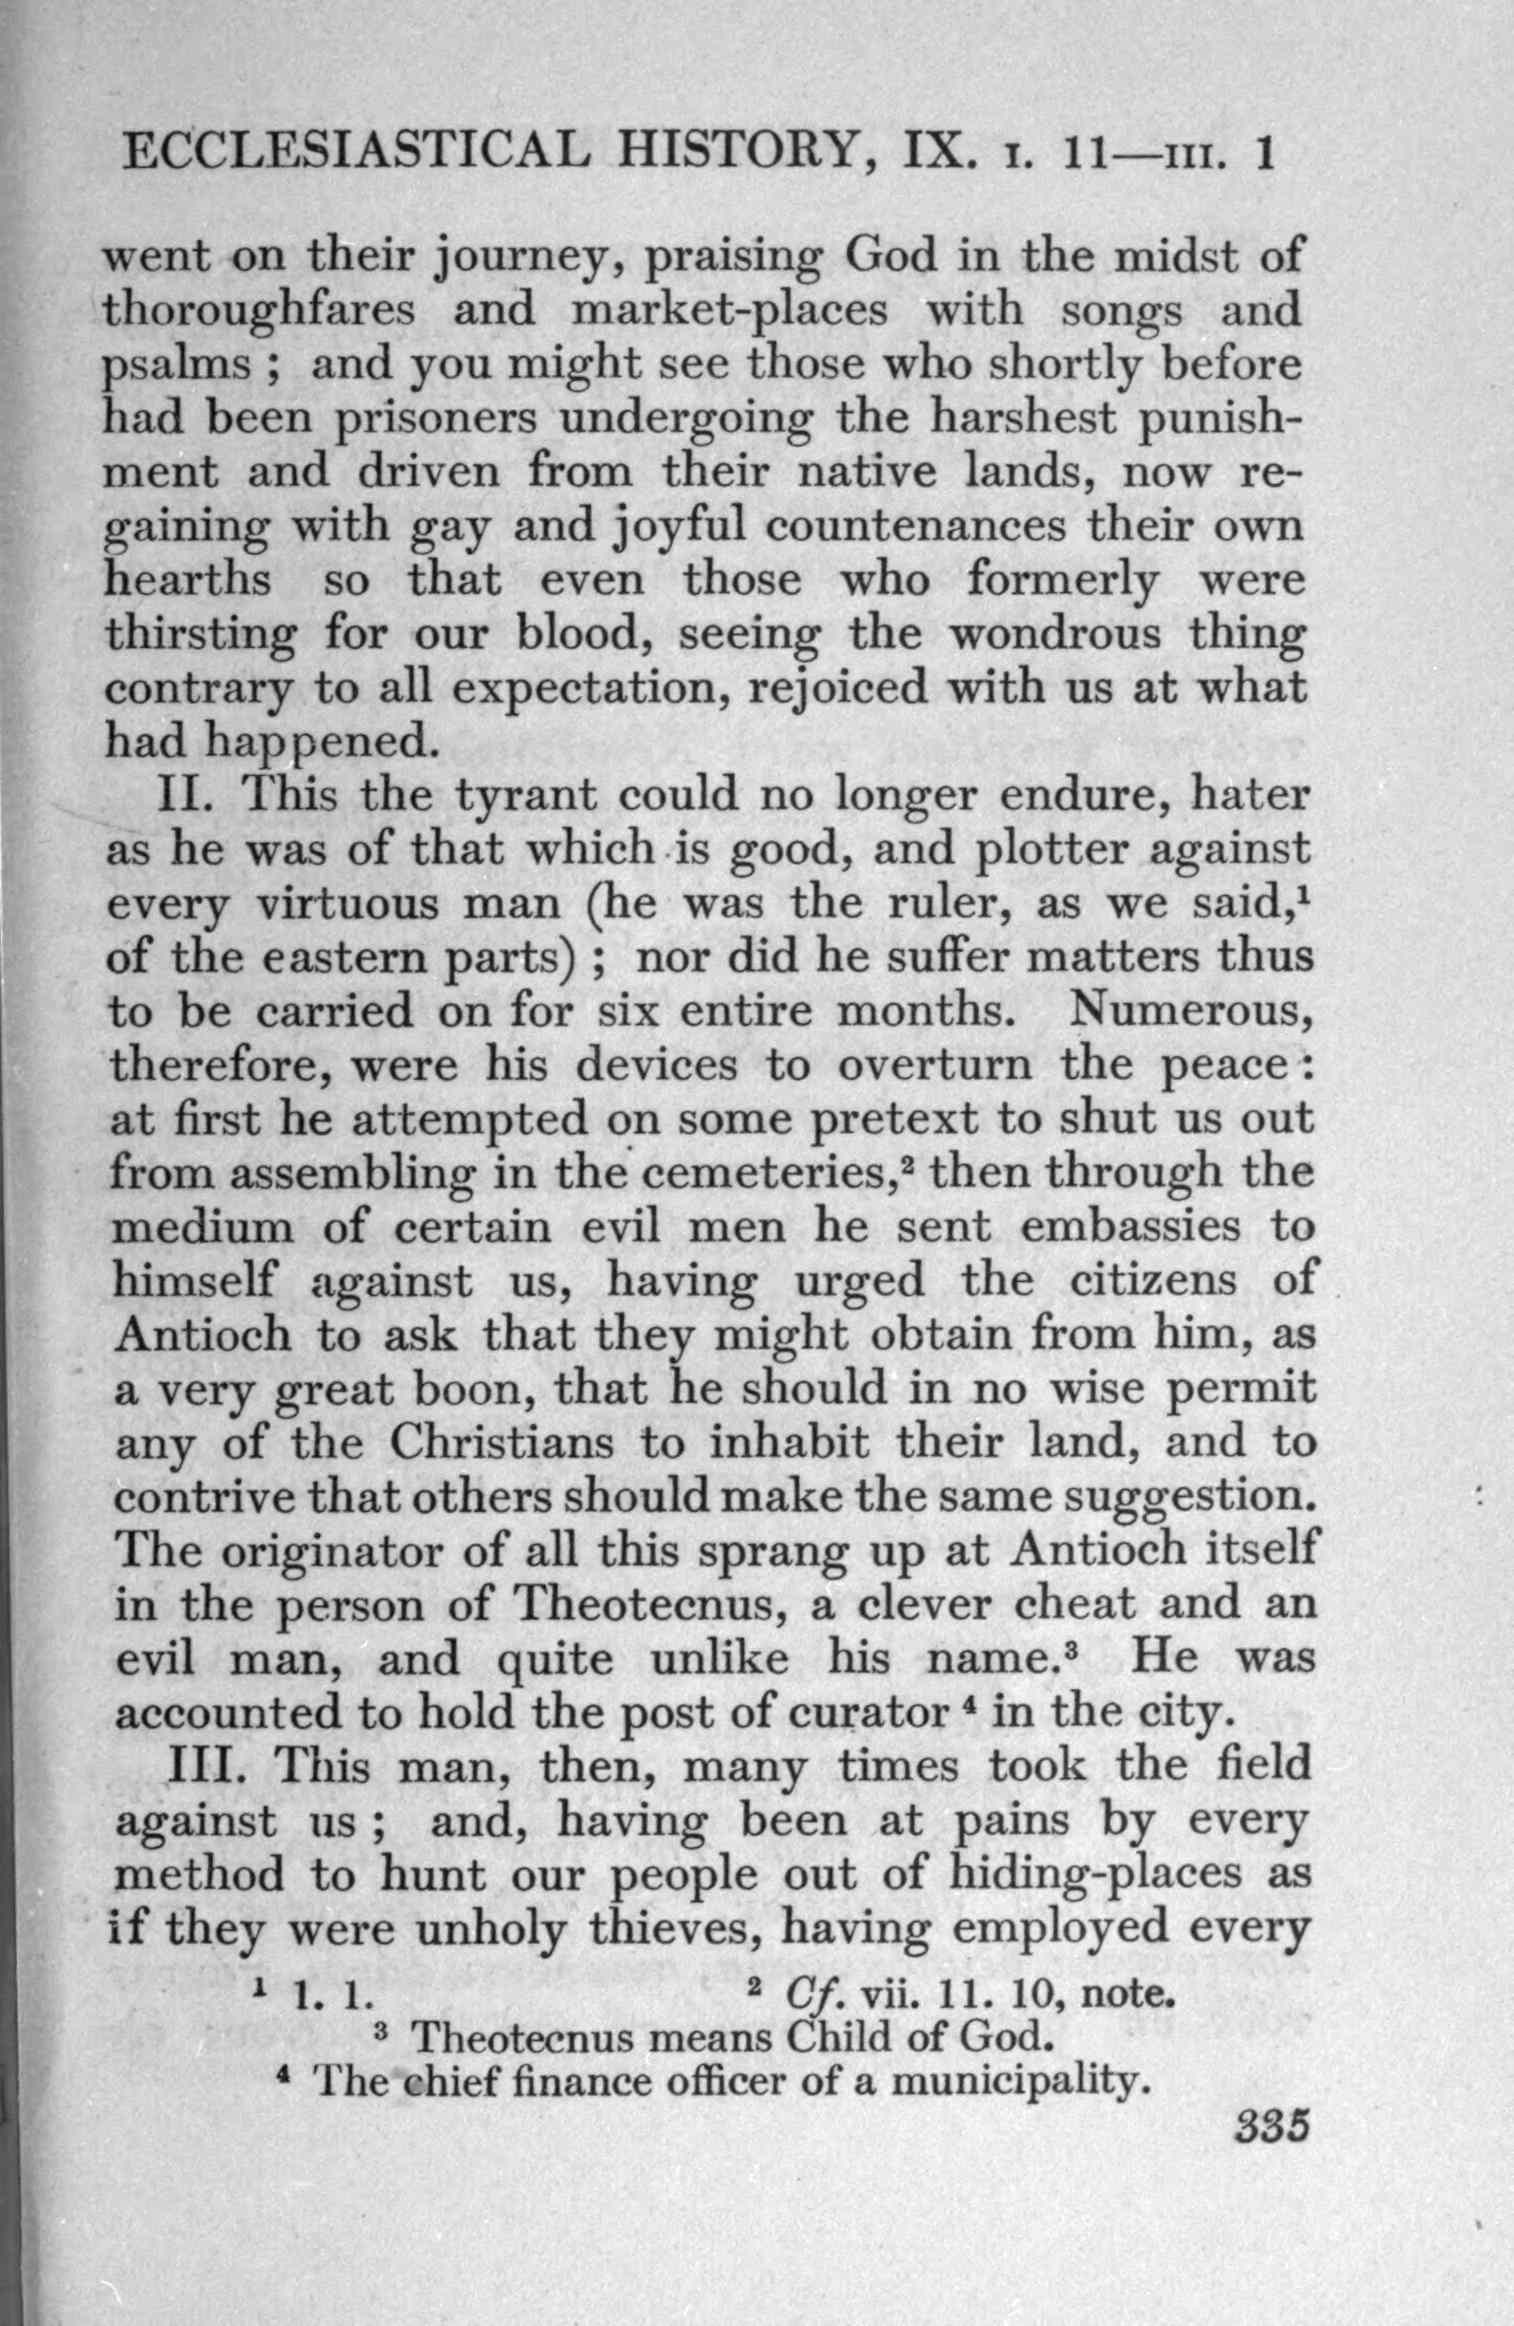 ECCLESIASTICAL HISTORY, IX. I. 11—III. 1
went on their journey, praising God in the midst of
thoroughfares and market-places with songs and
psalms ; and you might see those who shortly before
had been prisoners undergoing the harshest punish-
ment and driven from their native lands, now re-
gaining with gay and joyful countenances their own
hearths so that even those who formerly were
thirsting for our blood, seeing the wondrous thing
contrary to all expectation, rejoiced with us at what
had happened.
II. This the tyrant could no longer endure, hater
as he was of that which is good, and plotter against
every virtuous man (he was the ruler, as we said,¹
of the eastern parts) ; nor did he suffer matters thus
to be carried on for six entire months. Numerous,
therefore, were his devices to overturn the peace :
at first he attempted on some pretext to shut us out
from assembling in the cemeteries,² then through the
medium of certain evil men he sent embassies to
himself against us, having urged the citizens of
Antioch to ask that they might obtain from him, as
a very great boon, that he should in no wise permit
any of the Christians to inhabit their land, and to
contrive that others should make the same suggestion.
The originator of all this sprang up at Antioch itself
in the person of Theotecnus, a clever cheat and an
evil man, and quite unlike his name.³ He was
accounted to hold the post of curator ⁴ in the city.
III. This man, then, many times took the field
against us ; and, having been at pains by every
method to hunt our people out of hiding-places as
if they were unholy thieves, having employed every
¹ 1. 1. ² Cf. vii. 11. 10, note.
³ Theotecnus means Child of God.
⁴ The chief finance officer of a municipality.
335